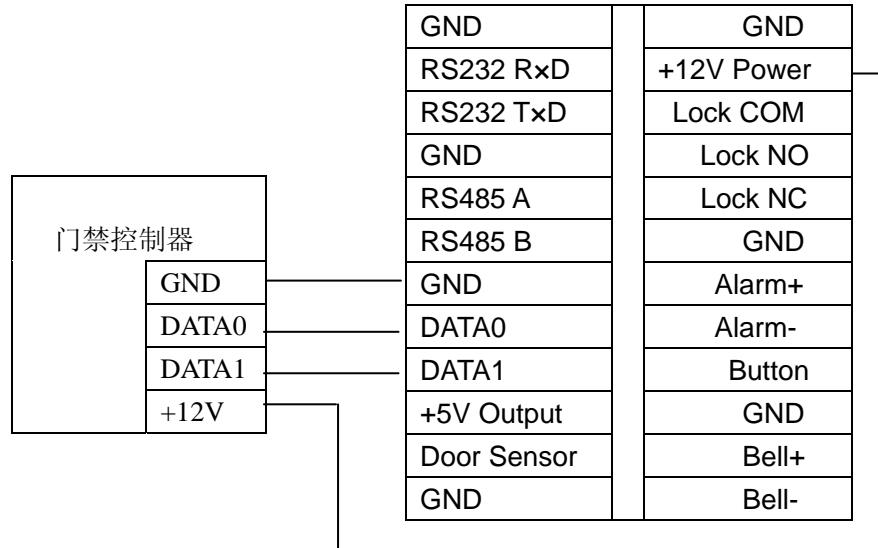 GND GND
RS232 R×D +12V Power
RS232 T×D Lock COM
GND Lock NO
RS485 A Lock NC
门禁控制器 RS485 B GND
GND GND Alarm+
DATA0 DATA0 Alarm-
DATA1 DATA1 Button
+12V +5V Output GND
Door Sensor Bell+
GND Bell-